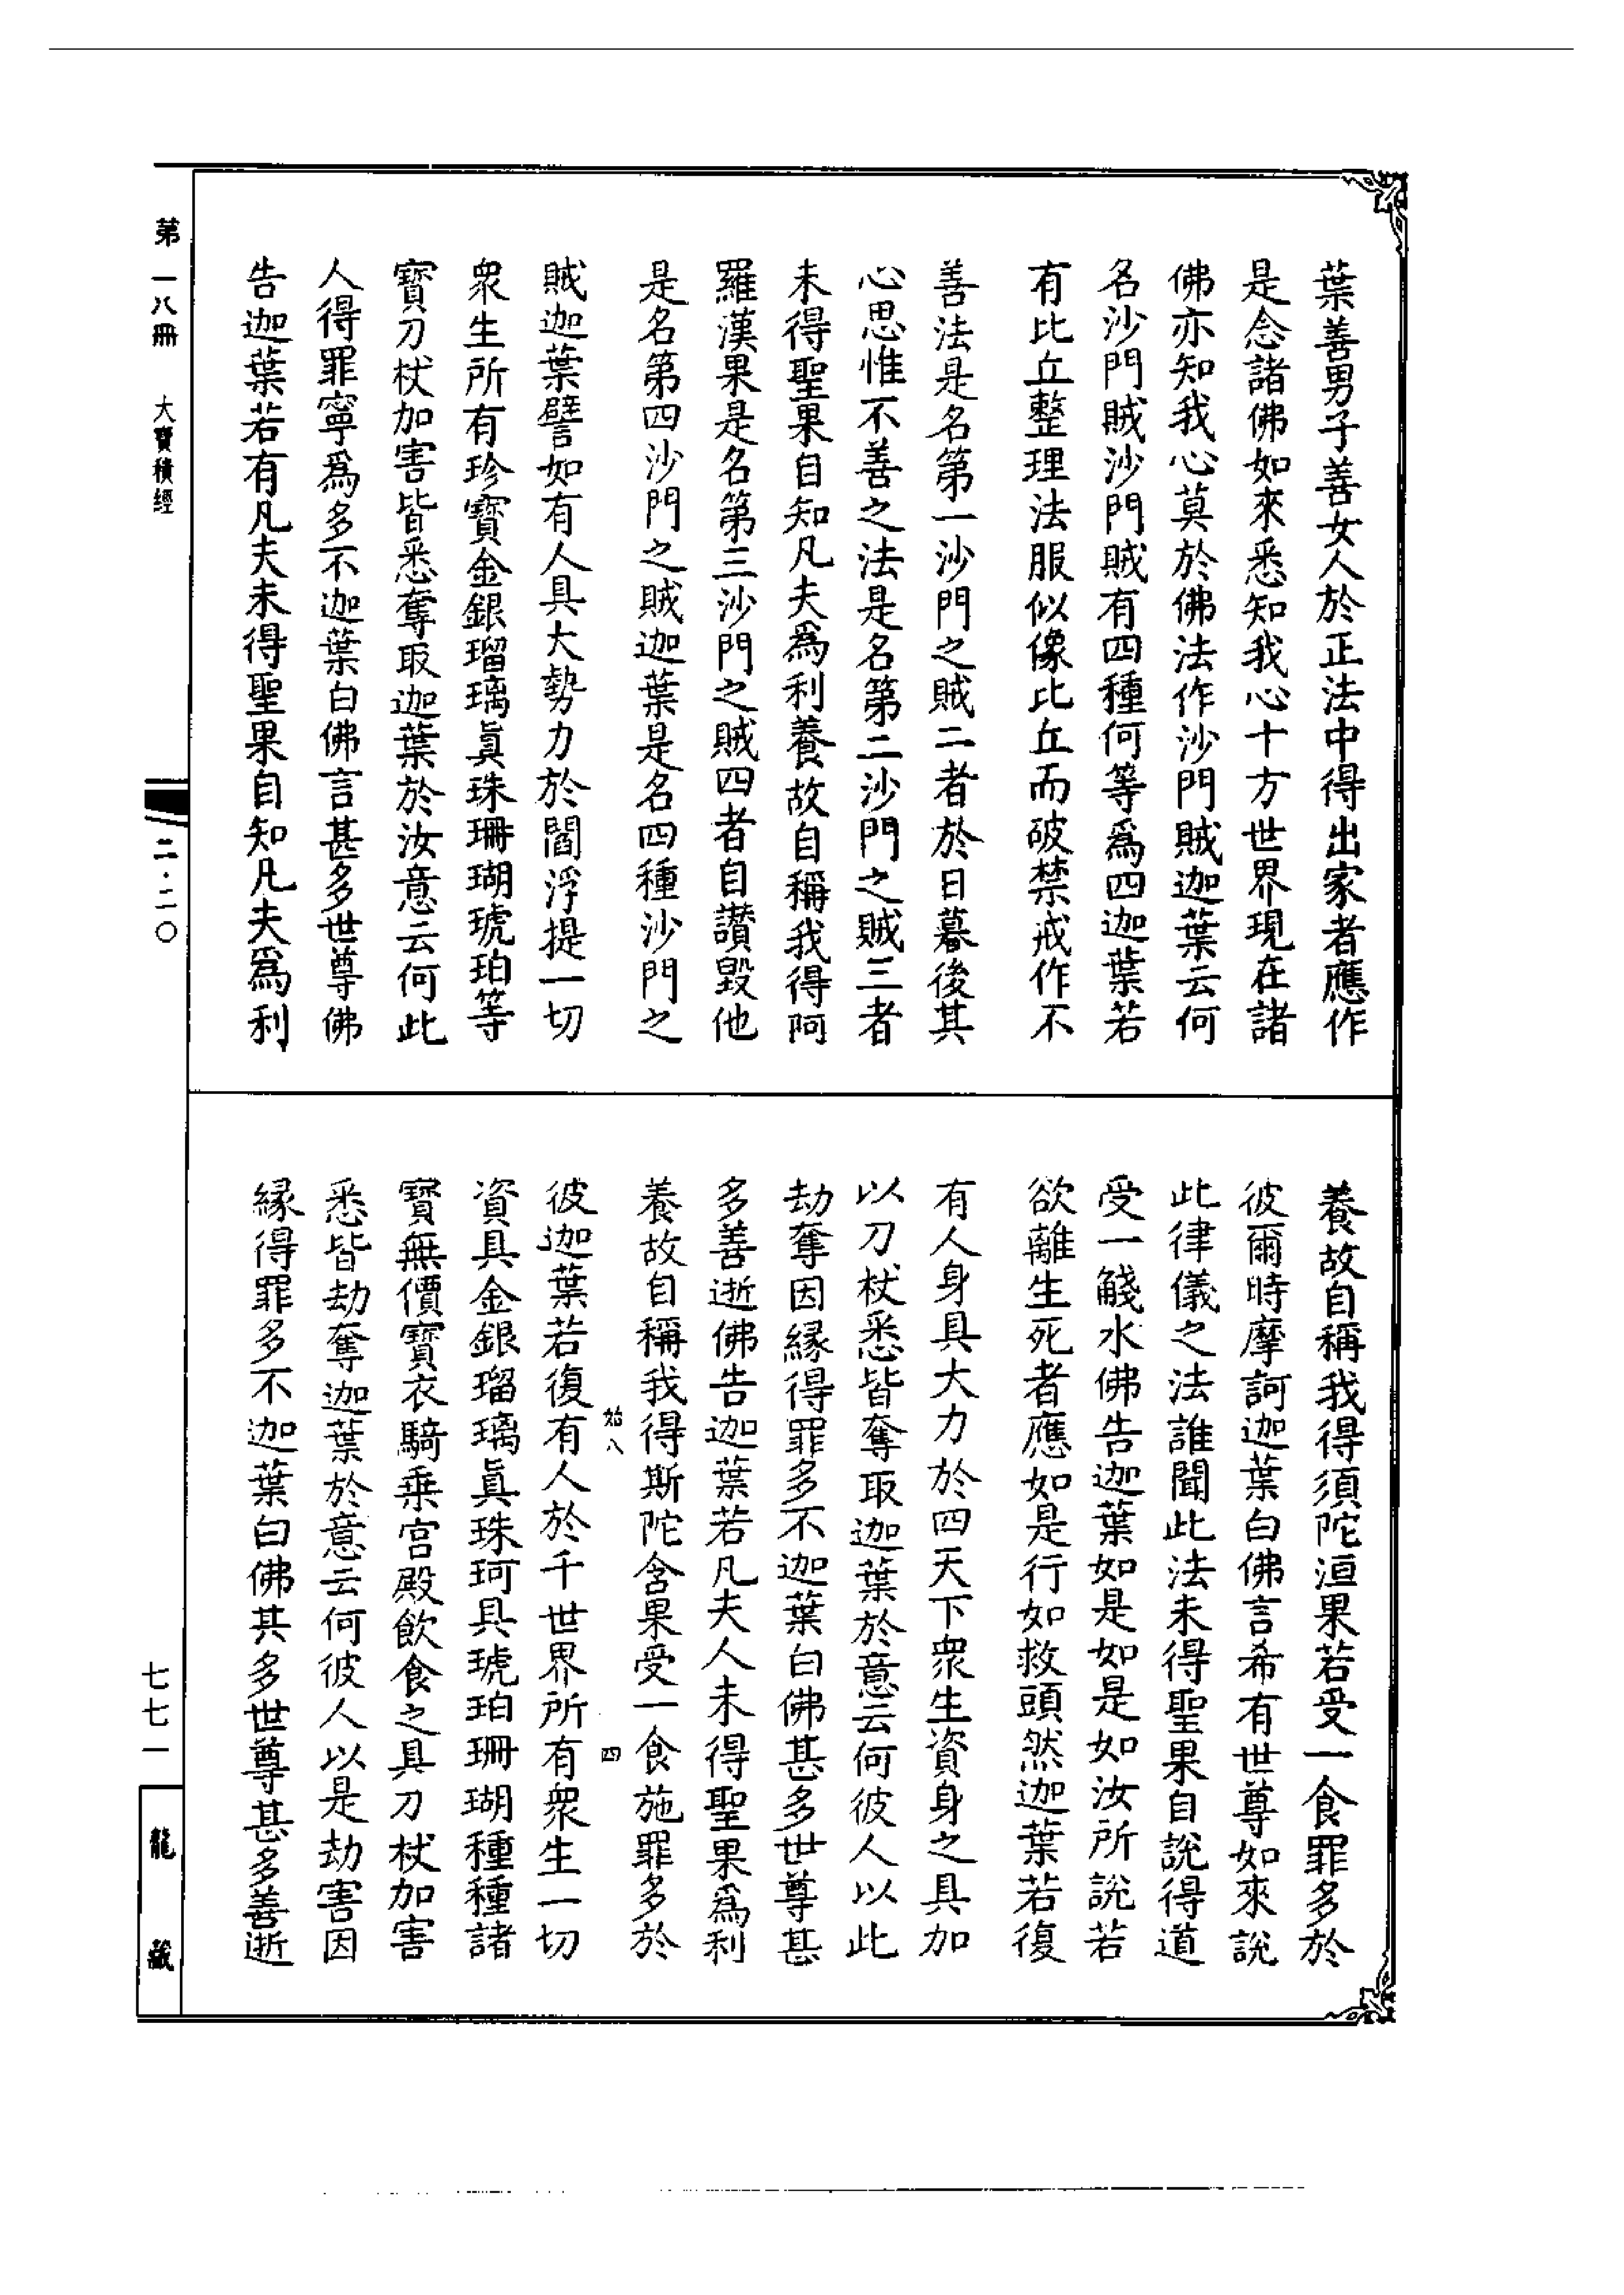 葉善男子善女人於正法中得出家者應作
是念諸佛如來悉知我心十方世界現在諸
佛亦知我心莫於佛法作沙門賊迦葉云何
名沙門賊沙門賊有四種何等爲四迦葉若
有比丘整理法服似像比丘而破禁戒作不
善法是名第一沙門之賊二者於日暮後其
心思惟不善之法是名第二沙門之賊三者
未得聖果自知凡夫爲利養故自稱我得阿
羅漢果是名第三沙門之賊四者自讚毀他
是名第四沙門之賊迦葉是名四種沙門之
賊迦葉譬如有人具大勢力於閻浮提一切
衆生所有珍寶金銀瑠璃眞珠珊瑚琥珀等
寶刀杖加害皆悉奪取迦葉於汝意云何此
人得罪寧爲多不迦葉白佛言甚多世尊佛
告迦葉若有凡夫未得聖果自知凡夫爲利
養故自稱我得須陀洹果若受一食罪多於
彼爾時摩訶迦葉白佛言希有世尊如來說
此律儀之法誰聞此法未得聖果自說得道
受一觴水佛告迦葉如是如是如汝所說若
欲離生死者應如是行如救頭然迦葉若復
有人身具大力於四天下衆生資身之具加
以刀杖悉皆奪取迦葉於意云何彼人以此
劫奪因緣得罪多不迦葉白佛甚多世尊甚
多善逝佛告迦葉若凡夫人未得聖果爲利
養故自稱我得斯陀含果受一食施罪多於
始八 四
彼迦葉若復有人於千世界所有衆生一切
資具金銀瑠璃眞珠珂具琥珀珊瑚種種諸
寶無價寶衣騎乗宮殿飲食之具刀杖加害
悉皆劫奪迦葉於意云何彼人以是劫害因
緣得罪多不迦葉白佛其多世尊甚多善逝
第一八冊 大寶積經
二·二〇
七七一
龍藏